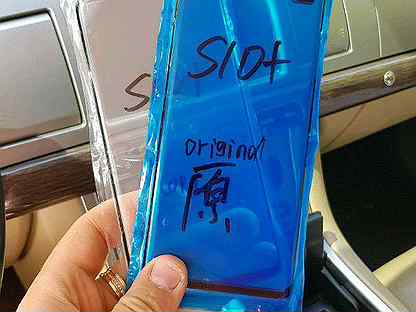 S10+
original
原
S